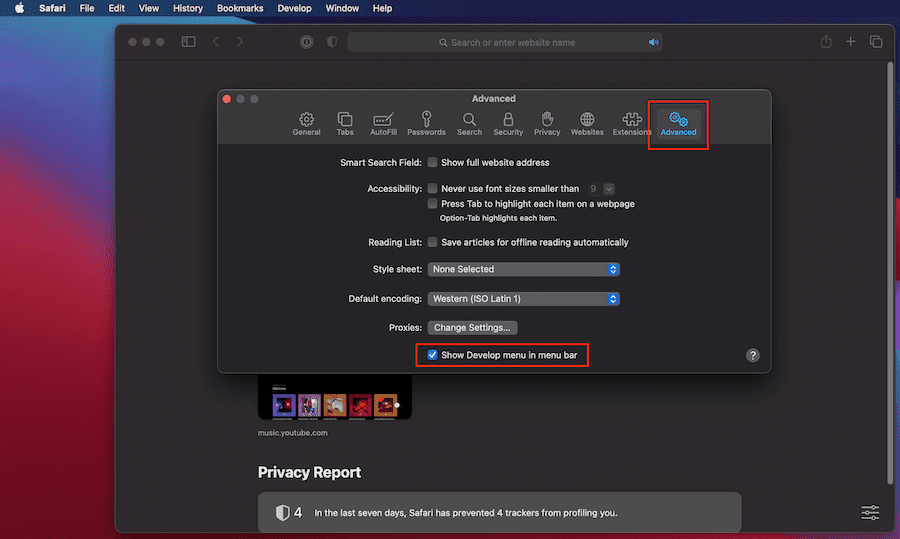 Safari File Edit View History Bookmarks Develop Window Help
Search or enter website name
Advanced
General Tabs AutoFill Passwords Search Security Privacy Websites Extensions Advanced
Smart Search Field: Show full website address
Accessibility: Never use font sizes smaller than 9
Press Tab to highlight each item on a webpage
Option-Tab highlights each item.
Reading List: Save articles for offline reading automatically
Style sheet: None Selected
Default encoding: Western (ISO Latin 1)
Proxies: Change Settings...
Show Develop menu in menu bar
?
music.youtube.com
Privacy Report
4 In the last seven days, Safari has prevented 4 trackers from profiling you.